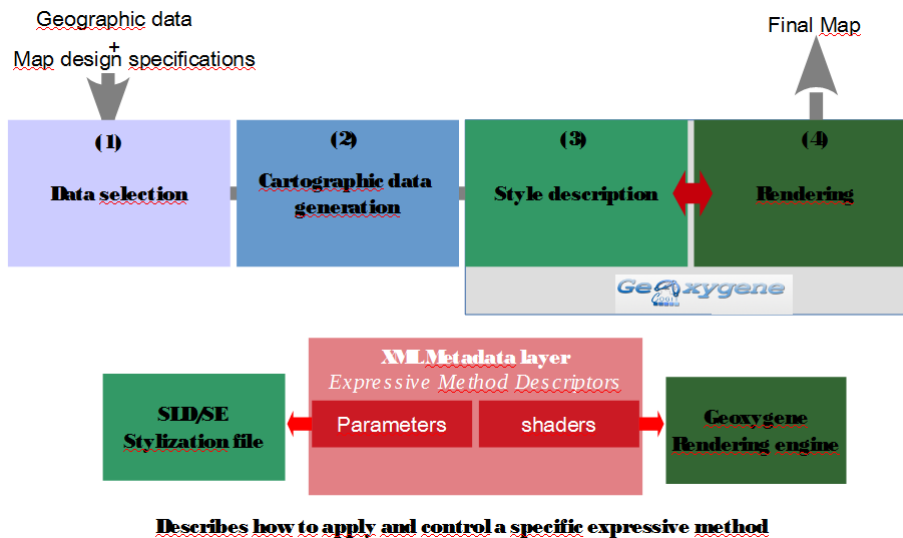 Geographic data
+
Map design specifications
Final Map
(1)
Data selection
(2)
Cartographic data
generation
(3)
Style description
(4)
Rendering
GeOxygene
XML Metadata layer
Expressive Method Descriptors
Parameters
shaders
SLD/SE
Stylization file
Geoxygene
Rendering engine
Describes how to apply and control a specific expressive method